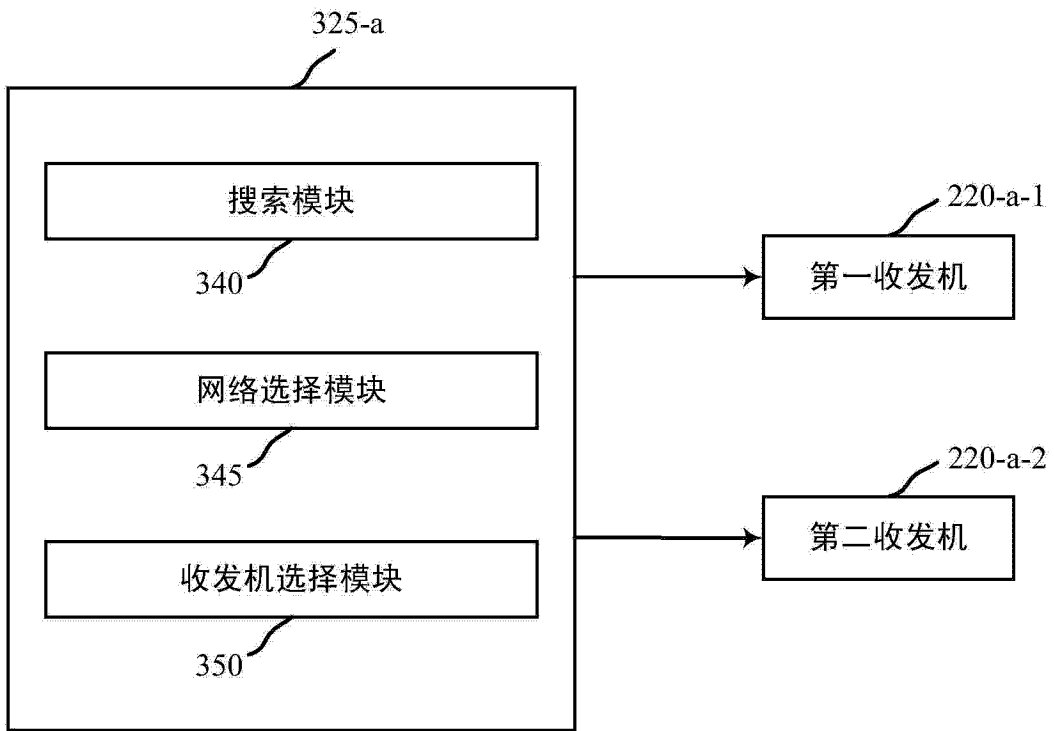 325-a
搜索模块
340
网络选择模块
345
收发机选择模块
350
220-a-1
第一收发机
220-a-2
第二收发机